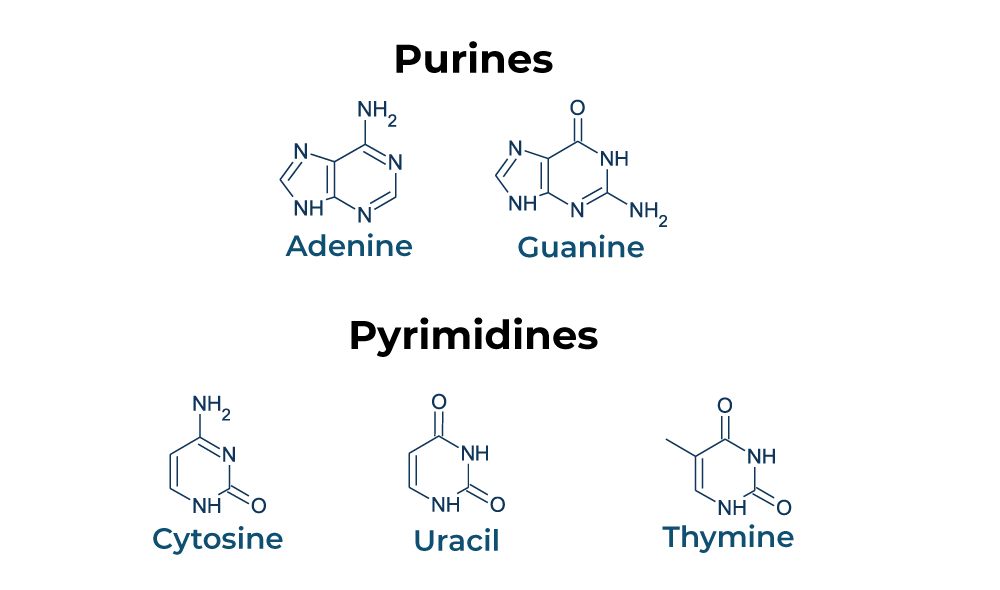 Purines
NH2
N
N
NH
N
Adenine
O
N
NH
NH
N
NH2
Guanine
Pyrimidines
NH2
N
NH
O
Cytosine
O
NH
NH
O
Uracil
O
NH
NH
O
Thymine